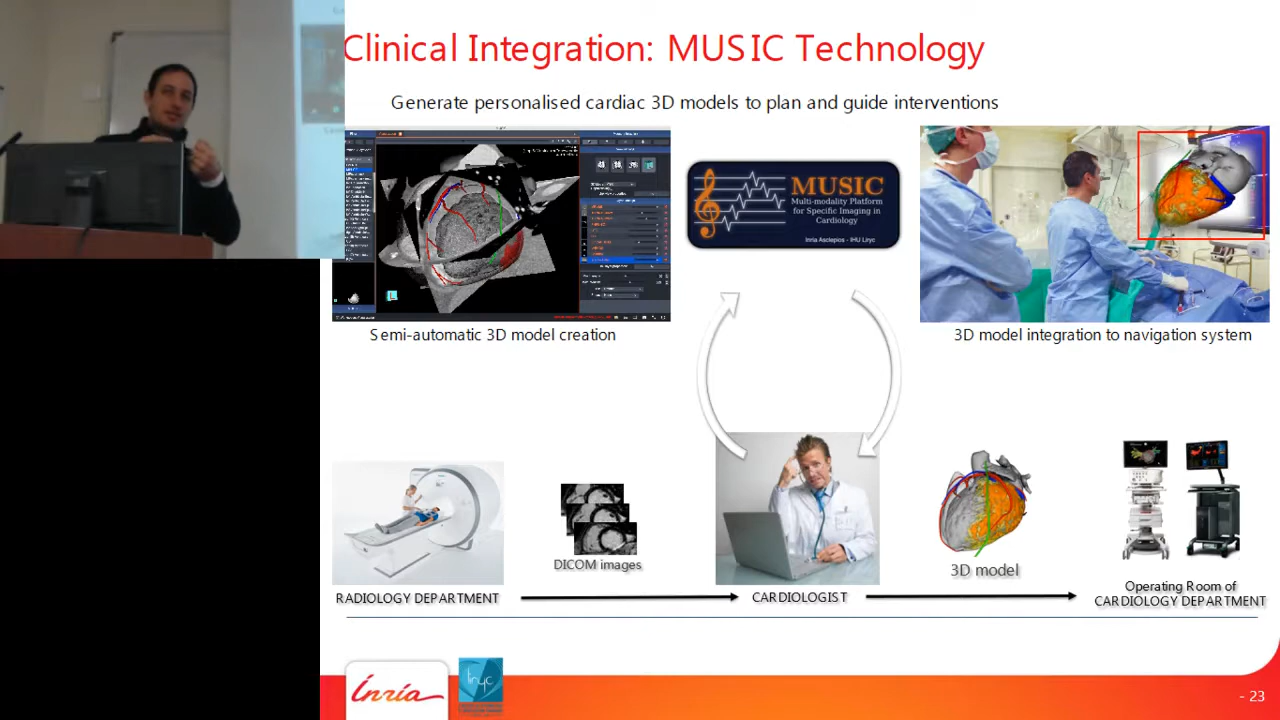 Clinical Integration: MUSIC Technology
Generate personalised cardiac 3D models to plan and guide interventions
MUSIC
Multi-modality Platform
for Specific Imaging in
Cardiology
Inria Asclepios - IHU Liryc
Semi-automatic 3D model creation
3D model integration to navigation system
DICOM images
3D model
RADIOLOGY DEPARTMENT
CARDIOLOGIST
Operating Room of
CARDIOLOGY DEPARTMENT
Inria
liryc
- 23